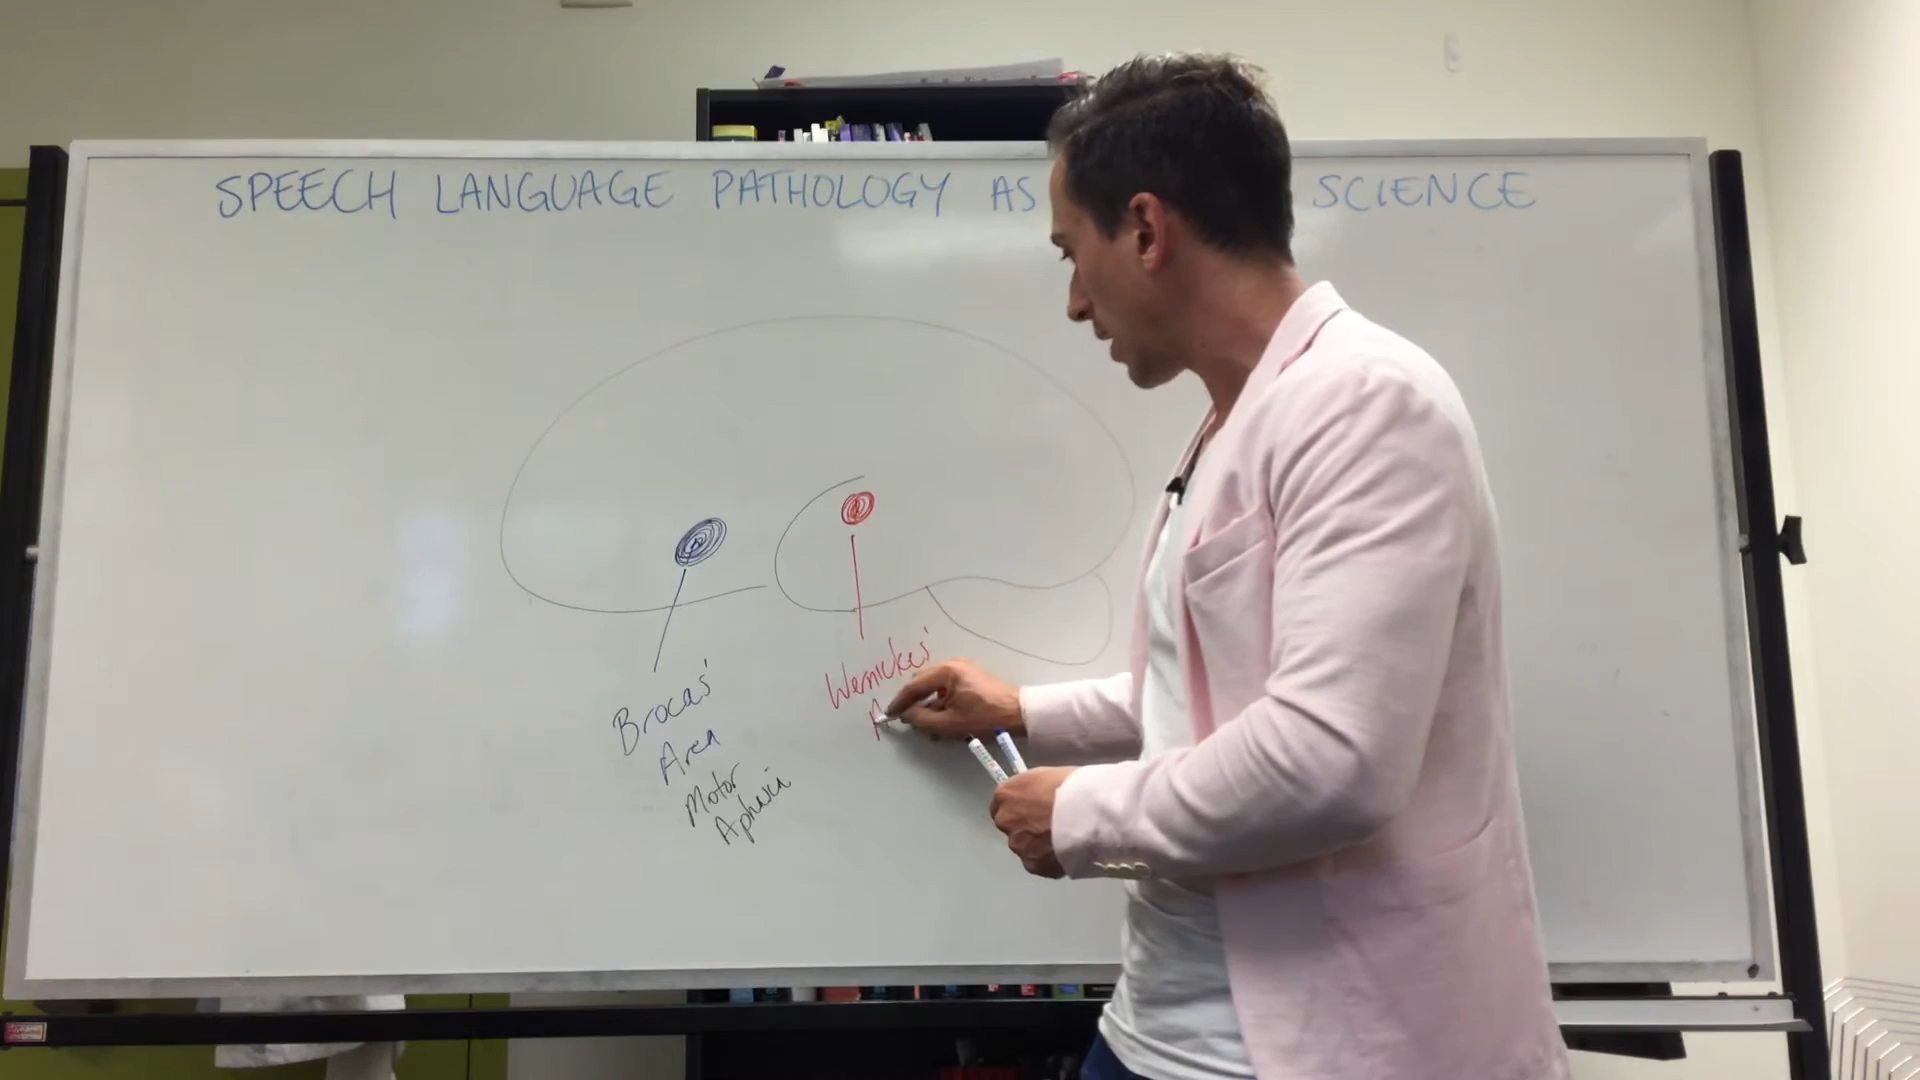 SPEECH LANGUAGE PATHOLOGY AS SCIENCE
Brocas'
Area
Motor
Aphasia
Wernickes'
A